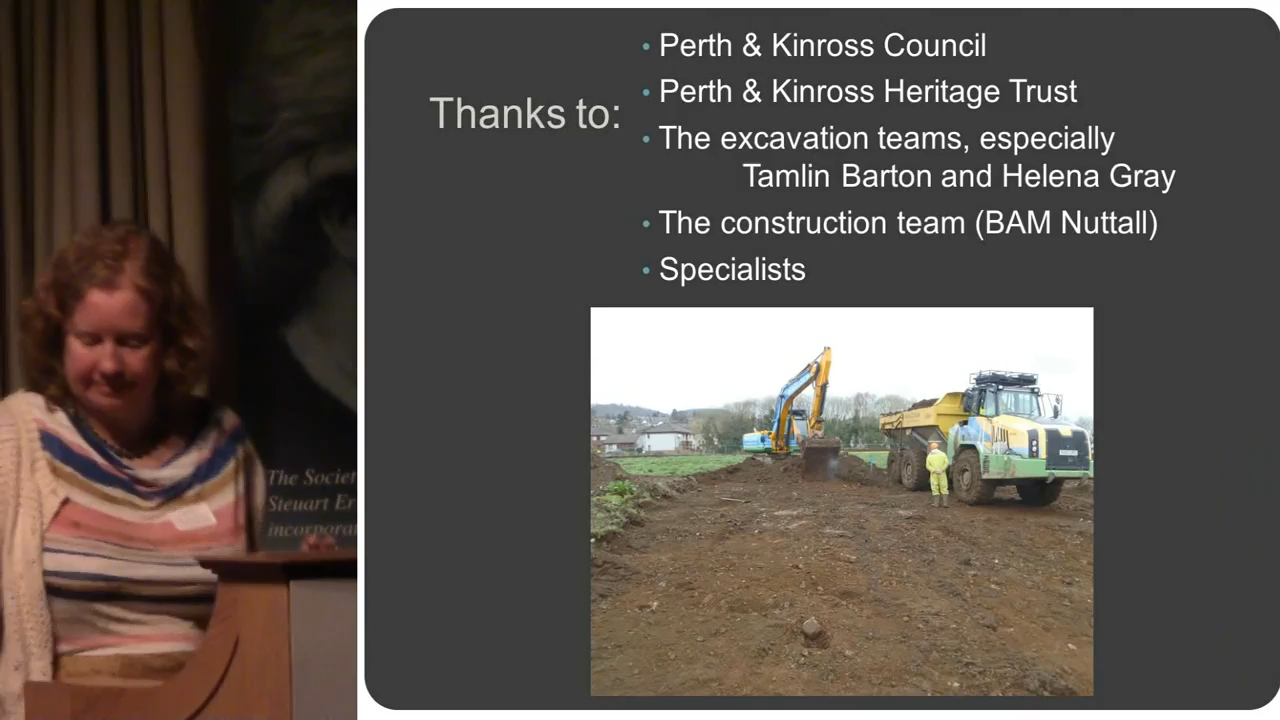 Thanks to:
• Perth & Kinross Council
• Perth & Kinross Heritage Trust
• The excavation teams, especially
Tamlin Barton and Helena Gray
• The construction team (BAM Nuttall)
• Specialists
The Societ
Steuart Er
incorporat